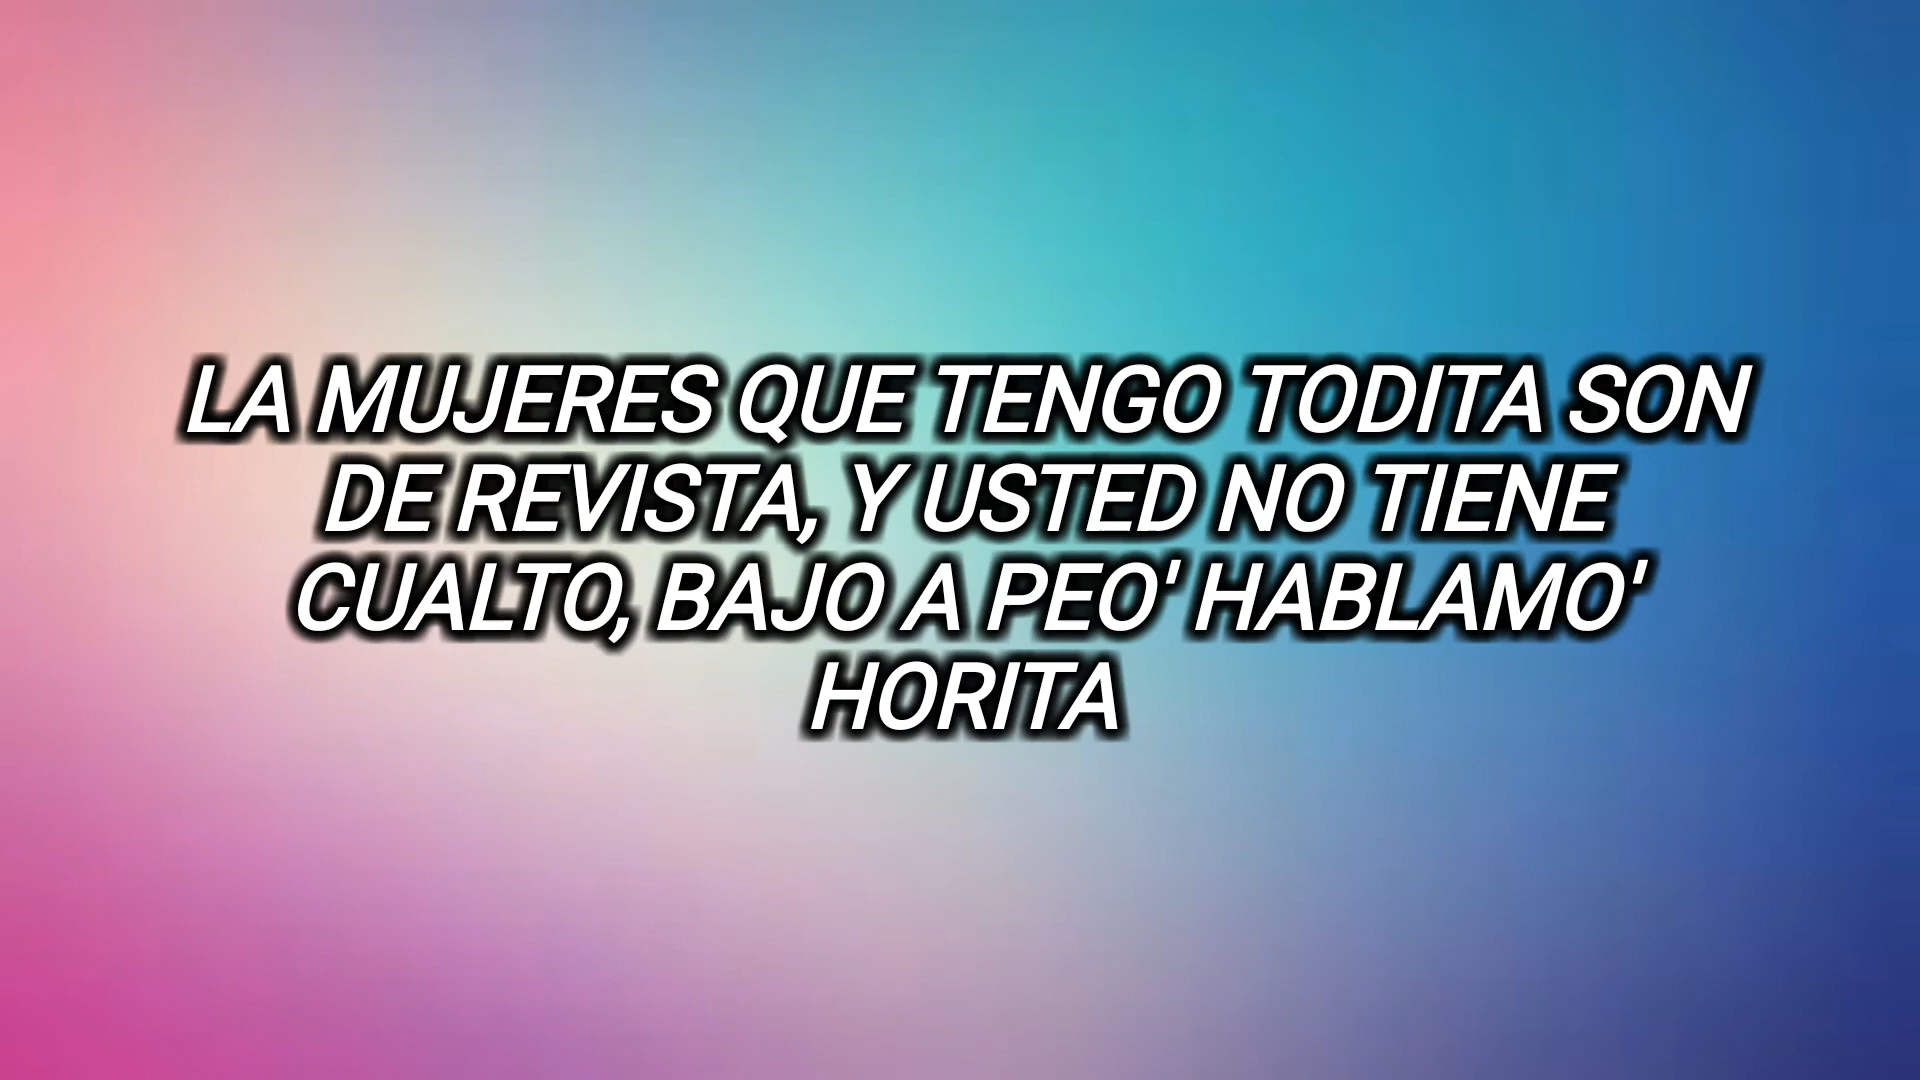 LA MUJERES QUE TENGO TODITA SON
DE REVISTA, Y USTED NO TIENE
CUALTO, BAJO A PEO' HABLAMO'
HORITA